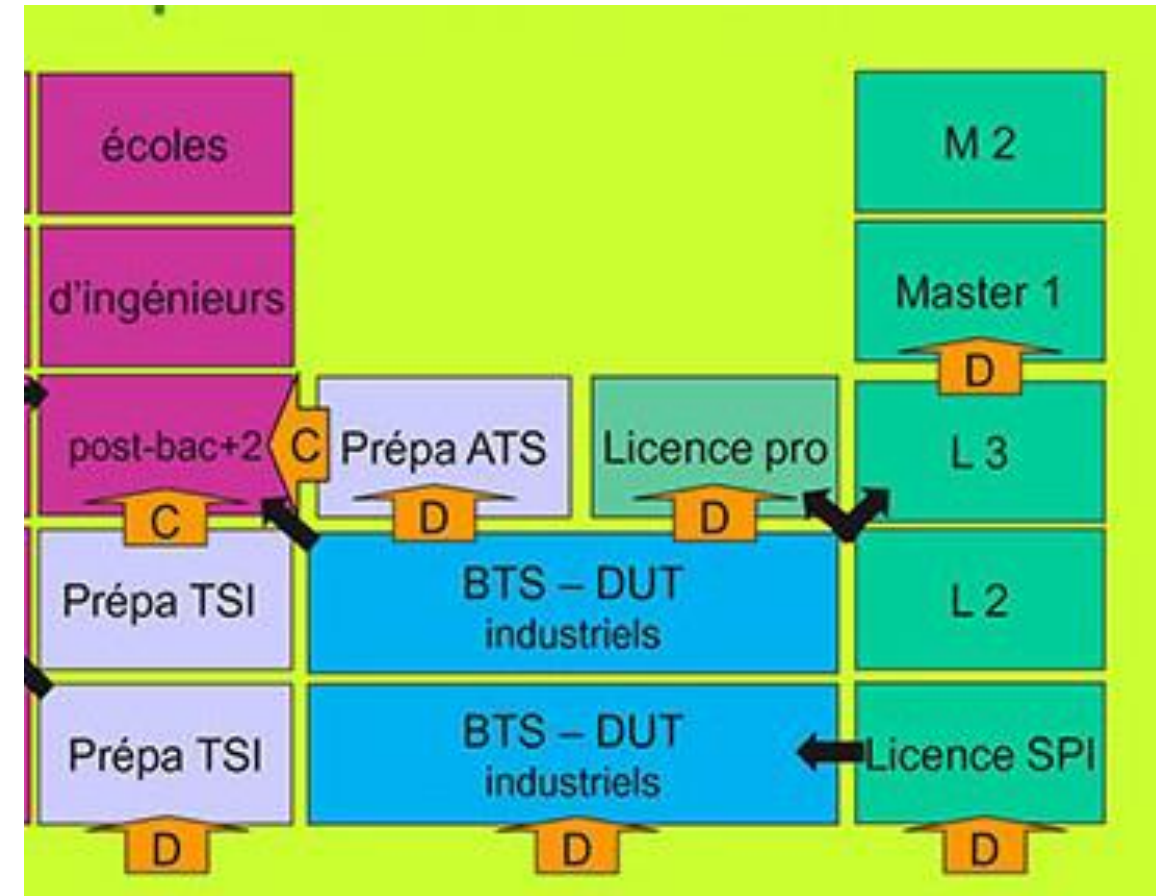 écoles
M 2
d'ingénieurs
Master 1
D
post-bac+2
C
Prépa ATS
Licence pro
L 3
C
D
D
Prépa TSI
BTS – DUT
industriels
L 2
Prépa TSI
BTS – DUT
industriels
Licence SPI
D
D
D